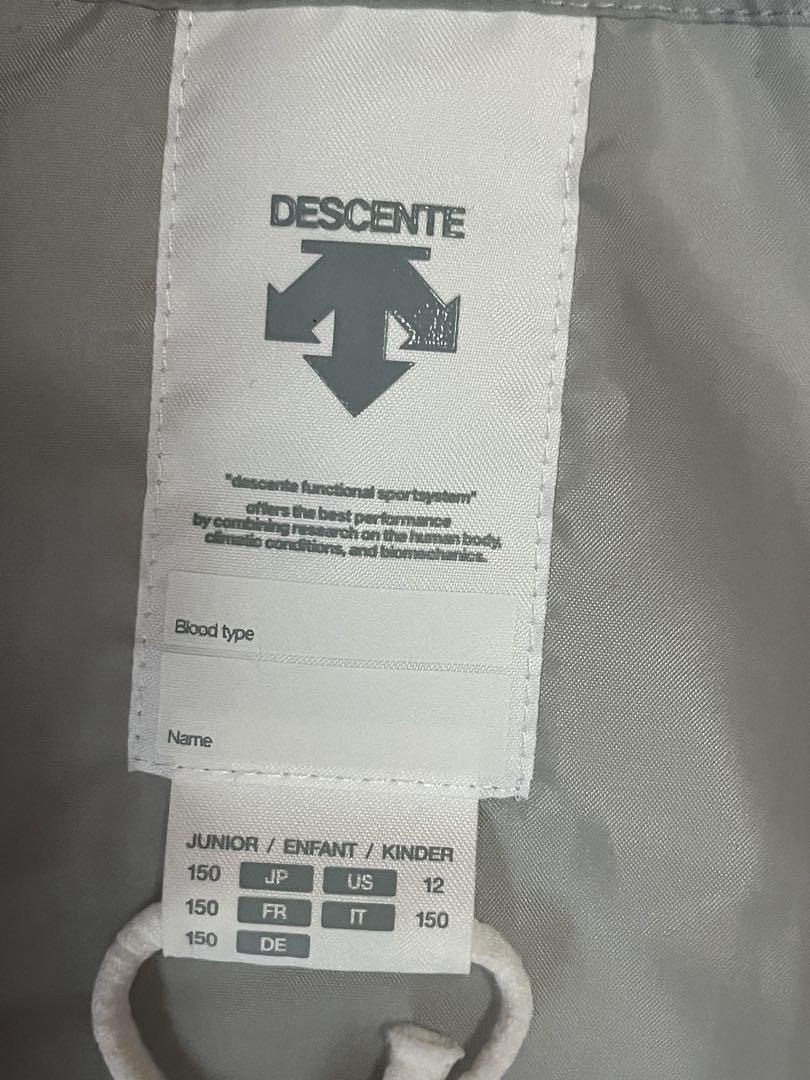 DESCENTE
"descente functional sportsystem"
offers the best performance
by combining research on the human body,
climatic conditions, and biomechanics.
Blood type
Name
JUNIOR / ENFANT / KINDER
150 JP US 12
150 FR IT 150
150 DE